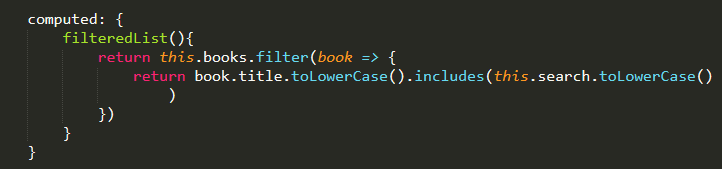 computed: {
    filteredList(){
        return this.books.filter(book => {
            return book.title.toLowerCase().includes(this.search.toLowerCase()
                )
        })
    }
}